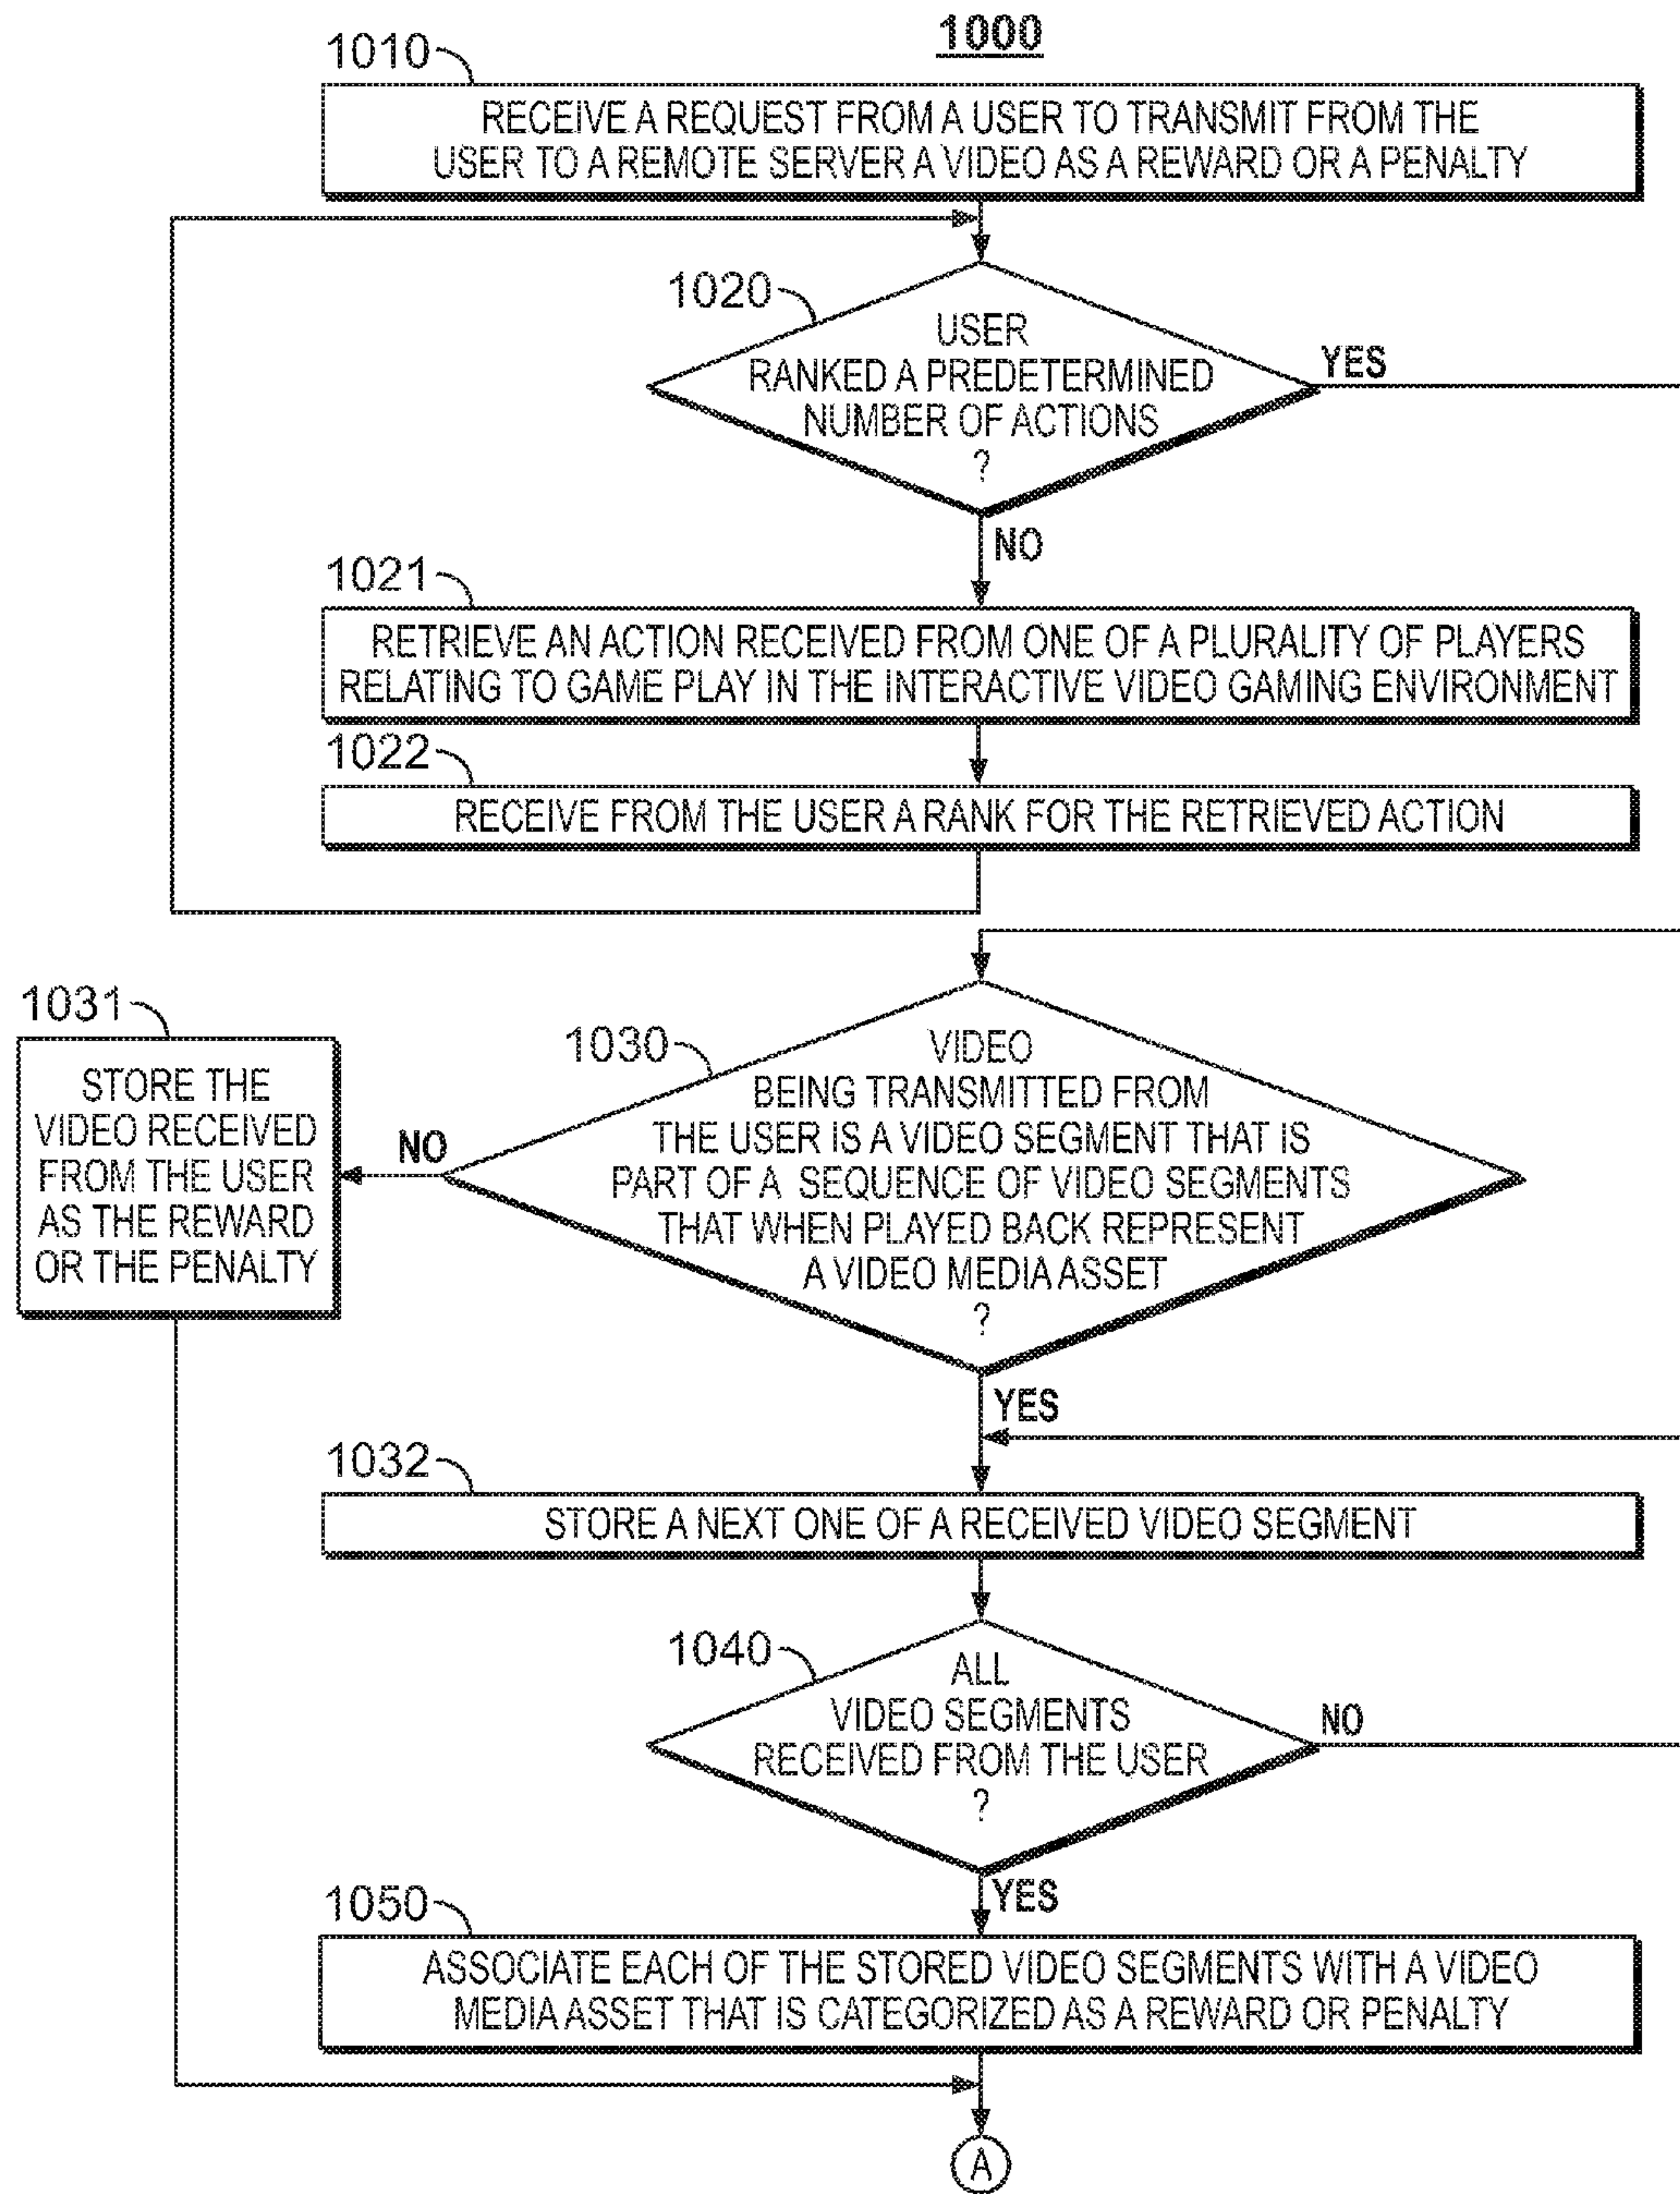 1000
1010
RECEIVE A REQUEST FROM A USER TO TRANSMIT FROM THE
USER TO A REMOTE SERVER A VIDEO AS A REWARD OR A PENALTY
1020
USER
RANKED A PREDETERMINED
NUMBER OF ACTIONS
?
YES
NO
1021
RETRIEVE AN ACTION RECEIVED FROM ONE OF A PLURALITY OF PLAYERS
RELATING TO GAME PLAY IN THE INTERACTIVE VIDEO GAMING ENVIRONMENT
1022
RECEIVE FROM THE USER A RANK FOR THE RETRIEVED ACTION
1030
VIDEO
BEING TRANSMITTED FROM
THE USER IS A VIDEO SEGMENT THAT IS
PART OF A SEQUENCE OF VIDEO SEGMENTS
THAT WHEN PLAYED BACK REPRESENT
A VIDEO MEDIA ASSET
?
NO
1031
STORE THE
VIDEO RECEIVED
FROM THE USER
AS THE REWARD
OR THE PENALTY
YES
1032
STORE A NEXT ONE OF A RECEIVED VIDEO SEGMENT
1040
ALL
VIDEO SEGMENTS
RECEIVED FROM THE USER
?
NO
YES
1050
ASSOCIATE EACH OF THE STORED VIDEO SEGMENTS WITH A VIDEO
MEDIA ASSET THAT IS CATEGORIZED AS A REWARD OR PENALTY
A